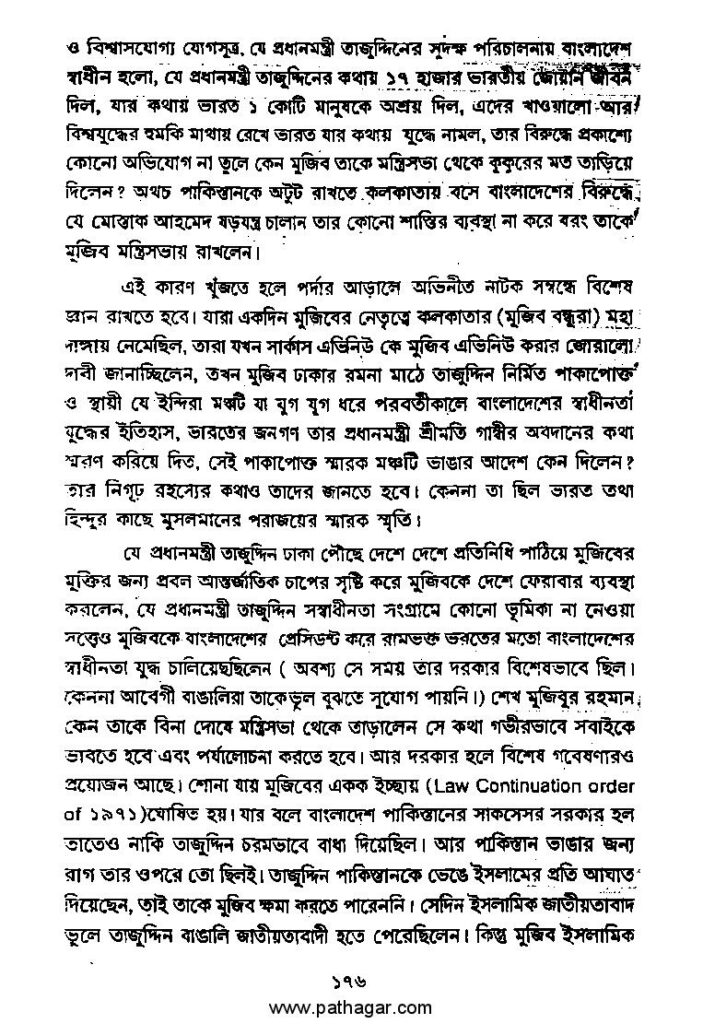 ও বিশ্বাসযোগ্য যোগসূত্র, যে প্রধানমন্ত্রী তাজুদ্দিনের সুদক্ষ পরিচালনায় বাংলাদেশ
স্বাধীন হলো, যে প্রধানমন্ত্রী তাজুদ্দিনের কথায় ১৭ হাজার ভারতীয় জোয়ান জীবন
দিল, যার কথায় ভারত ১ কোটি মানুষকে অশ্রয় দিল, এদের খাওয়ালো আর
বিশ্বযুদ্ধের হুমকি মাথায় রেখে ভারত যার কথায় যুদ্ধে নামল, তার বিরুদ্ধে প্রকাশ্যে
কোনো অভিযোগ না তুলে কেন মুজিব তাকে মন্ত্রিসভা থেকে কুকুরের মত তাড়িয়ে
দিলেন? অথচ পাকিস্তানকে অটুট রাখতে কলকাতায় বসে বাংলাদেশের বিরুদ্ধে
যে মোস্তাক আহমেদ ষড়যন্ত্র চালান তার কোনো শাস্তির ব্যবস্থা না করে বরং তাকে
মুজিব মন্ত্রিসভায় রাখলেন।
এই কারণ খুঁজতে হলে পর্দার আড়ালে অভিনীত নাটক সম্বন্ধে বিশেষ
জ্ঞান রাখতে হবে। যারা একদিন মুজিবের নেতৃত্বে কলকাতার (মুজিব বন্ধুরা) মহা
দাঙ্গায় নেমেছিল, তারা যখন সার্কাস এভিনিউ কে মুজিব এভিনিউ করার জোরালো
দাবী জানাচ্ছিলেন, তখন মুজিব ঢাকার রমনা মাঠে তাজুদ্দিন নির্মিত পাকাপোক্ত
ও স্থায়ী যে ইন্দিরা মঞ্চটি যা যুগ যুগ ধরে পরবর্তীকালে বাংলাদেশের স্বাধীনতা
যুদ্ধের ইতিহাস, ভারতের জনগণ তার প্রধানমন্ত্রী শ্রীমতি গান্ধীর অবদানের কথা
স্মরণ করিয়ে দিত, সেই পাকাপোক্ত স্মারক মঞ্চটি ভাঙার আদেশ কেন দিলেন?
তার নিগূঢ় রহস্যের কথাও তাদের জানতে হবে। কেননা তা ছিল ভারত তথা
হিন্দুর কাছে মুসলমানের পরাজয়ের স্মারক স্মৃতি।
যে প্রধানমন্ত্রী তাজুদ্দিন ঢাকা পৌঁছে দেশে দেশে প্রতিনিধি পাঠিয়ে মুজিবের
মুক্তির জন্য প্রবল আন্তর্জাতিক চাপের সৃষ্টি করে মুজিবকে দেশে ফেরাবার ব্যবস্থা
করলেন, যে প্রধানমন্ত্রী তাজুদ্দিন সস্বাধীনতা সংগ্রামে কোনো ভূমিকা না নেওয়া
সত্ত্বেও মুজিবকে বাংলাদেশের প্রেসিডন্ট করে রামভক্ত ভরতের মতো বাংলাদেশের
স্বাধীনতা যুদ্ধ চালিয়েছছিলেন ( অবশ্য সে সময় তার দরকার বিশেষভাবে ছিল।
কেননা আবেগী বাঙালিরা তাকেভুল বুঝতে সুযোগ পায়নি।) শেখ মুজিবুর রহমান
কেন তাকে বিনা দোষে মন্ত্রিসভা থেকে তাড়ালেন সে কথা গভীরভাবে সবাইকে
ভাবতে হবে এবং পর্যালোচনা করতে হবে। আর দরকার হলে বিশেষ গবেষণারও
প্রয়োজন আছে। শোনা যায় মুজিবের একক ইচ্ছায় (Law Continuation order
of ১৯৭১)ঘোষিত হয়। যার বলে বাংলাদেশ পাকিস্তানের সাকসেসর সরকার হল
তাতেও নাকি তাজুদ্দিন চরমভাবে বাধা দিয়েছিল। আর পাকিস্তান ভাঙার জন্য
রাগ তার ওপরে তো ছিলই। তাজুদ্দিন পাকিস্তানকে ভেঙে ইসলামের প্রতি আঘাত
দিয়েছেন, তাই তাকে মুজিব ক্ষমা করতে পারেননি। সেদিন ইসলামিক জাতীয়তাবাদ
ভুলে তাজুদ্দিন বাঙালি জাতীয়তাবাদী হতে পেরেছিলেন। কিন্তু মুজিব ইসলামিক
১৭৬
www.pathagar.com